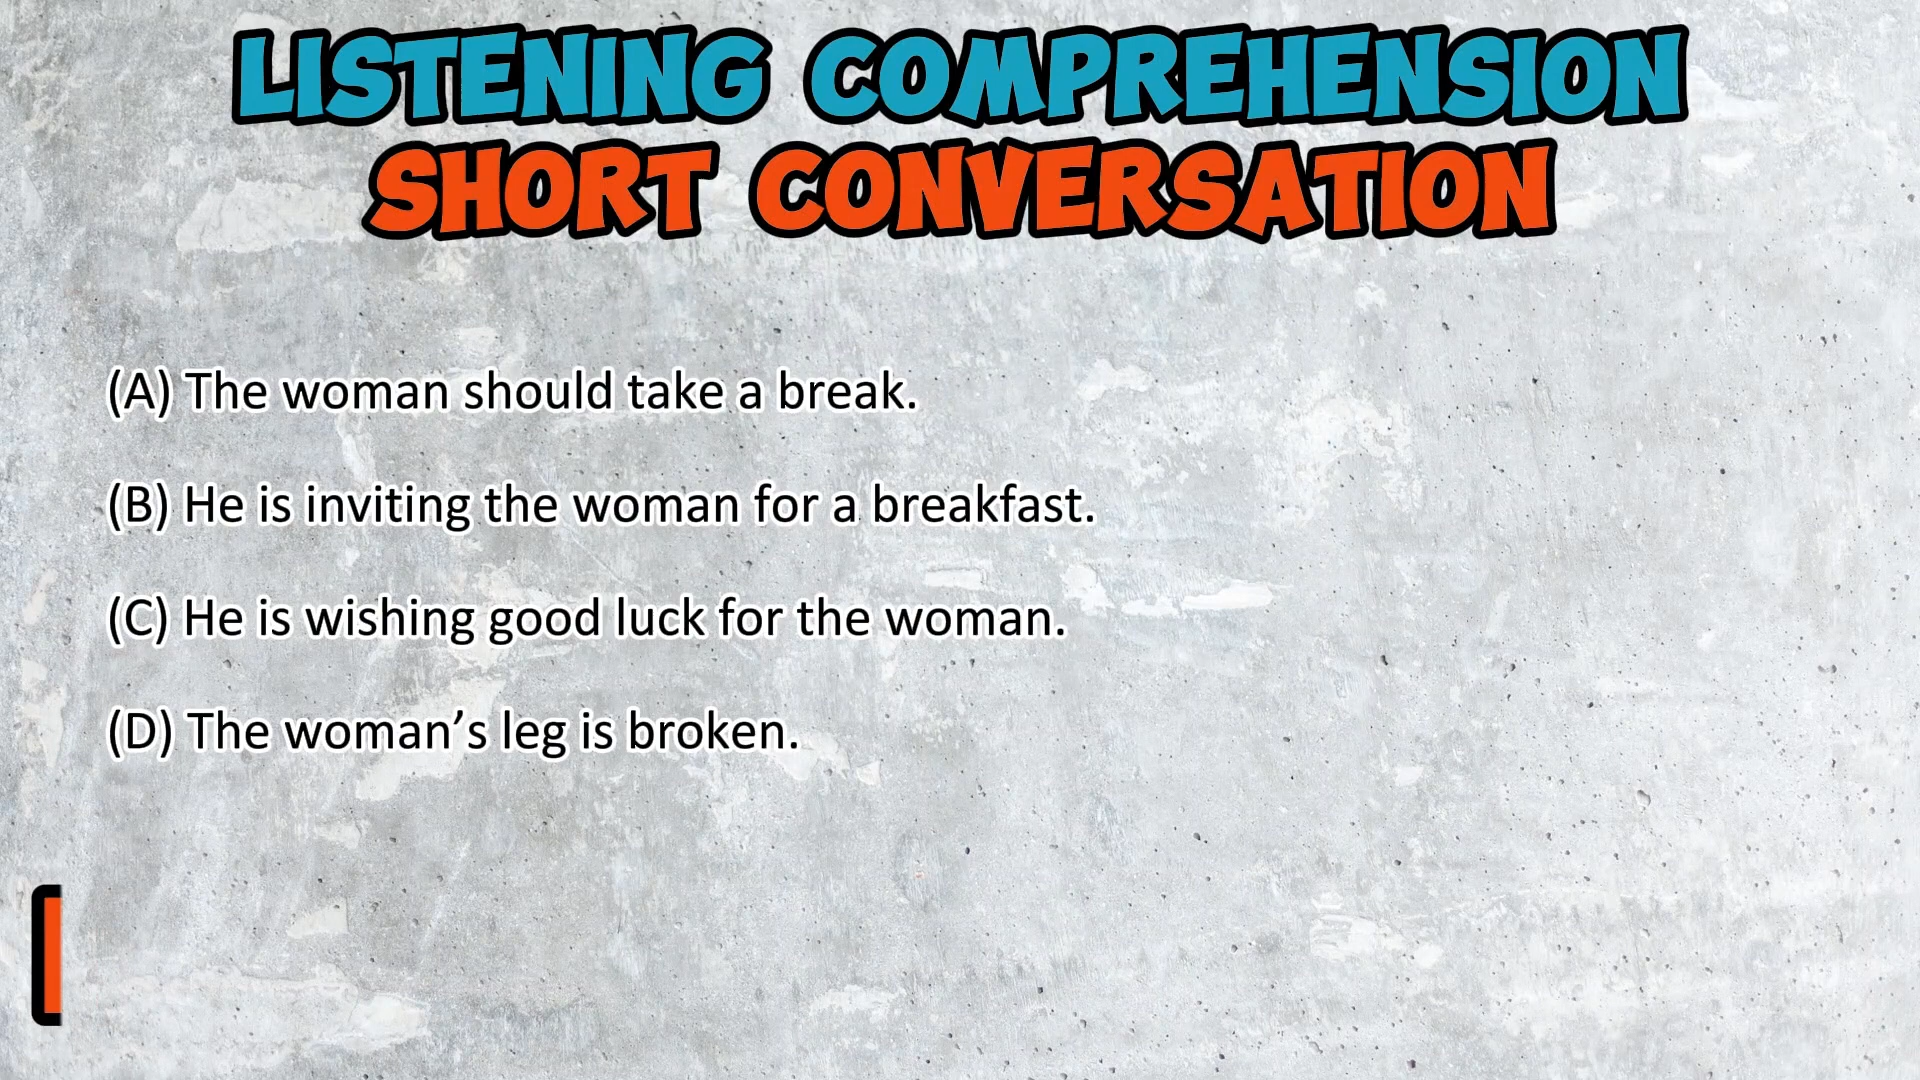 LISTENING COMPREHENSION
SHORT CONVERSATION
(A) The woman should take a break.
(B) He is inviting the woman for a breakfast.
(C) He is wishing good luck for the woman.
(D) The woman’s leg is broken.